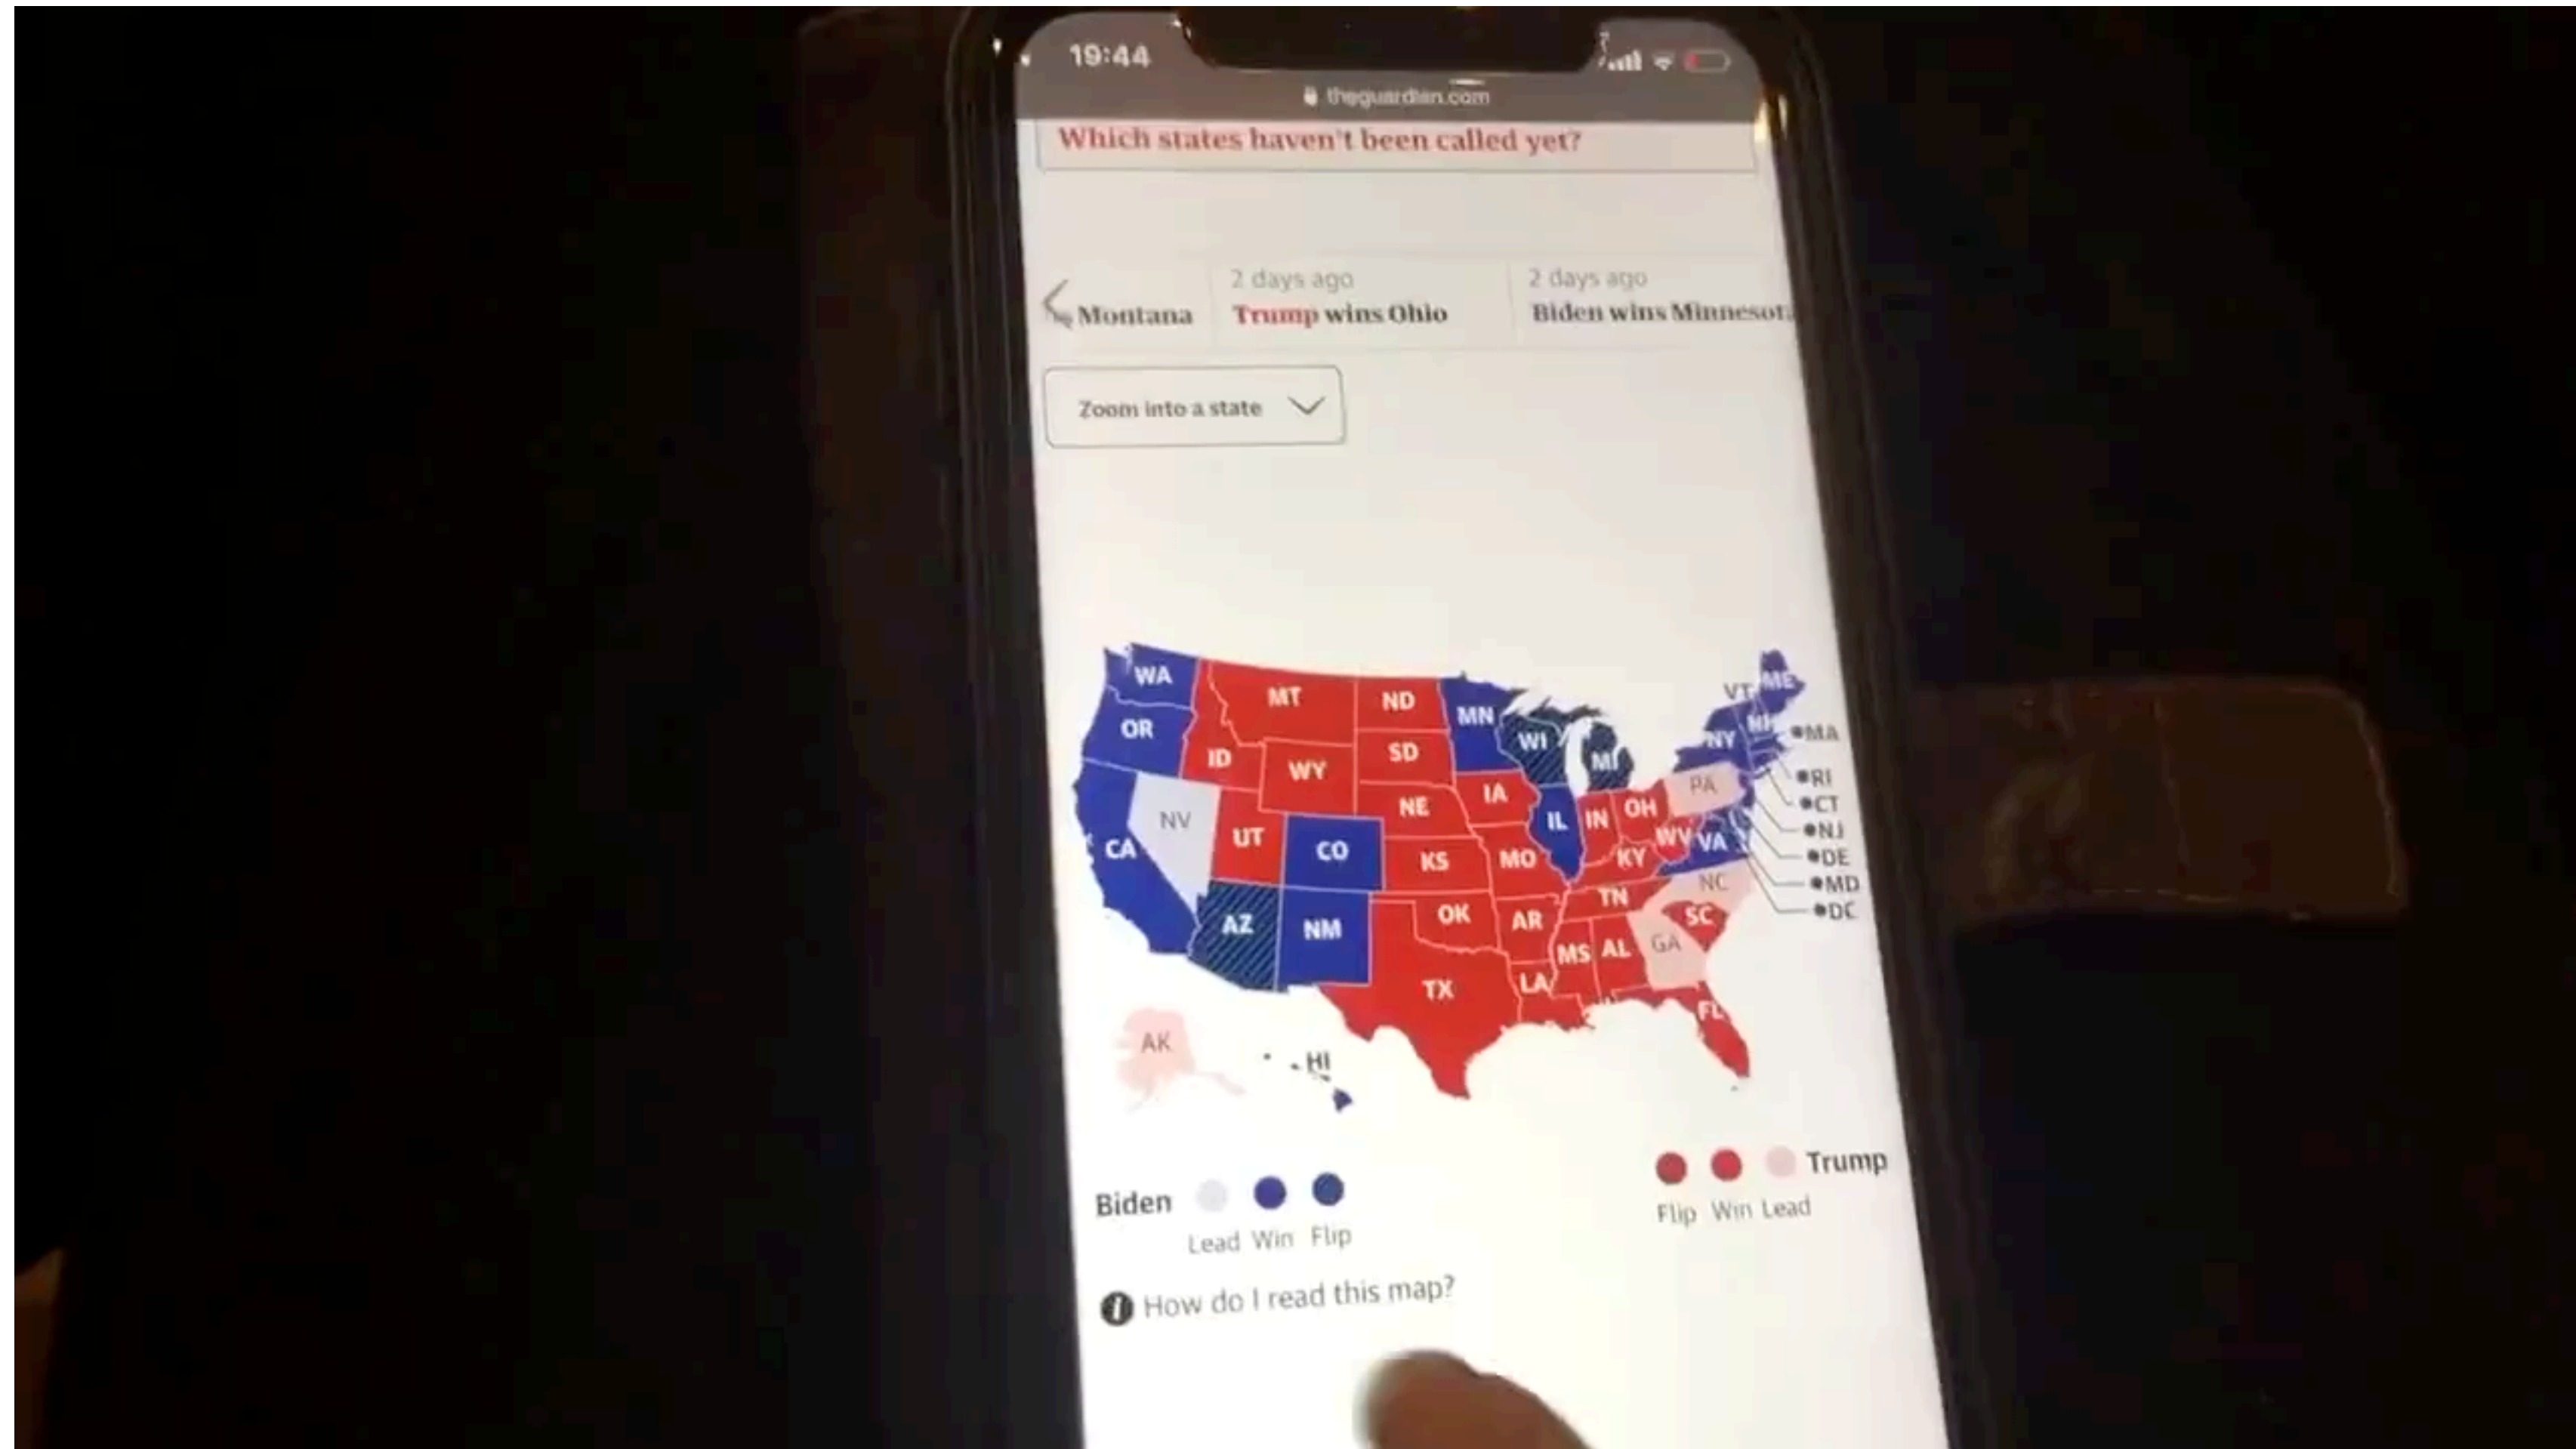 19:44
theguardian.com
Which states haven't been called yet?
2 days ago
2 days ago
Montana
Trump wins Ohio
Biden wins Minnesota
Zoom into a state
WA
MT
ND
MN
VT
ME
OR
ID
SD
WI
MI
NY
NH
MA
WY
NE
IA
PA
RI
NV
UT
CO
IL
IN
OH
CT
CA
KS
MO
KY
WV
VA
NJ
DE
AZ
NM
OK
AR
TN
NC
MD
MS
AL
GA
SC
DC
TX
LA
FL
AK
HI
Biden
Lead Win Flip
Trump
Flip Win Lead
i How do I read this map?